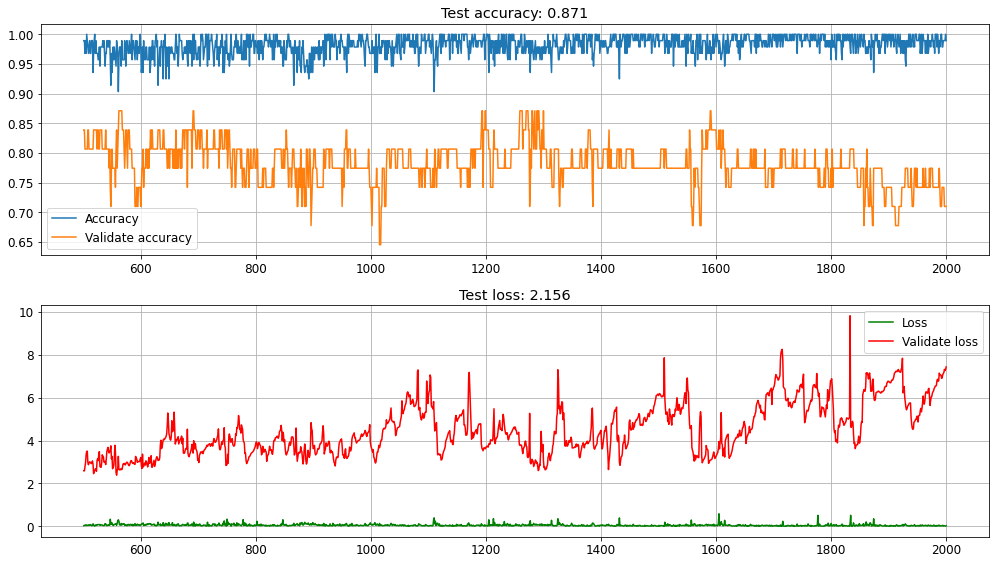 Test accuracy: 0.871
1.00
0.95
0.90
0.85
0.80
0.75
0.70
0.65
Accuracy
Validate accuracy
600 800 1000 1200 1400 1600 1800 2000
Test loss: 2.156
10
8
6
4
2
0
Loss
Validate loss
600 800 1000 1200 1400 1600 1800 2000